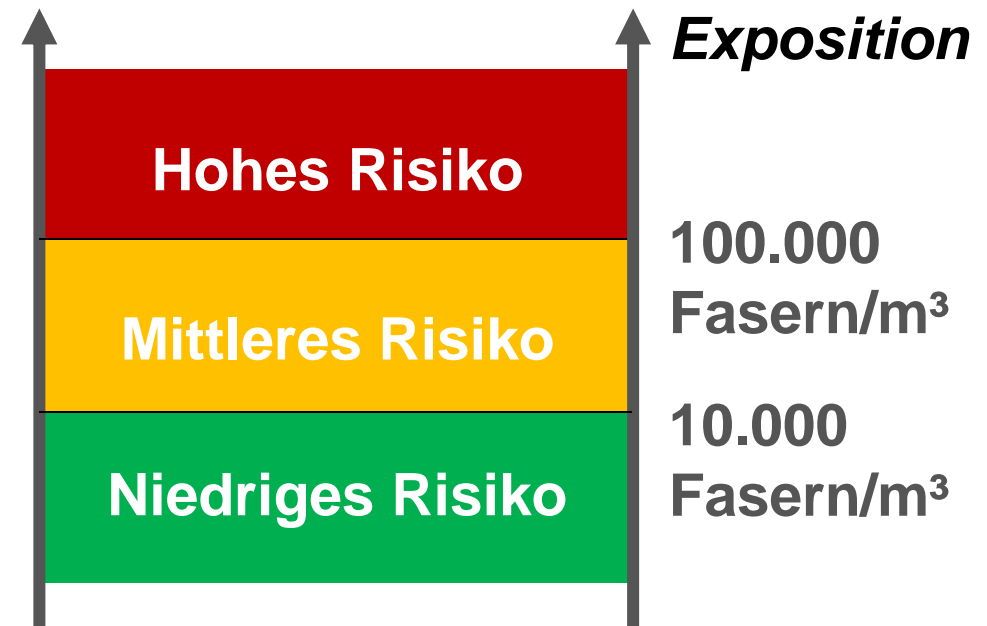 Exposition
Hohes Risiko
100.000
Fasern/m³
Mittleres Risiko
10.000
Fasern/m³
Niedriges Risiko